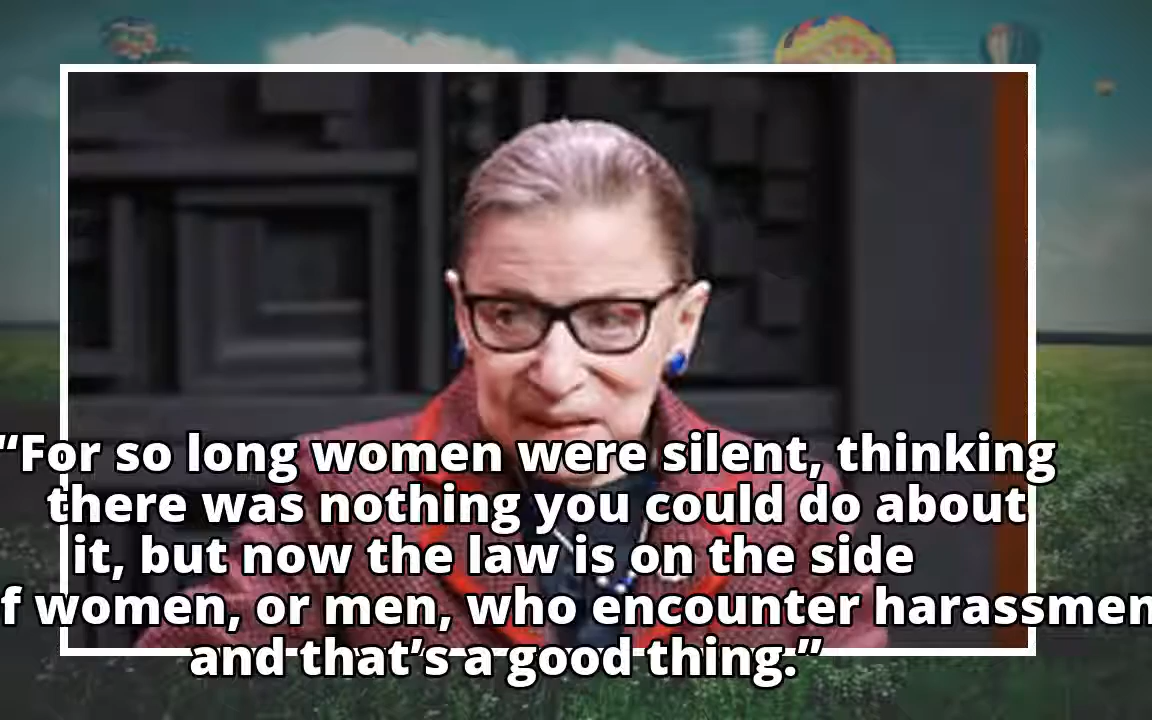 “For so long women were silent, thinking
there was nothing you could do about
it, but now the law is on the side
f women, or men, who encounter harassmen
and that’s a good thing.”